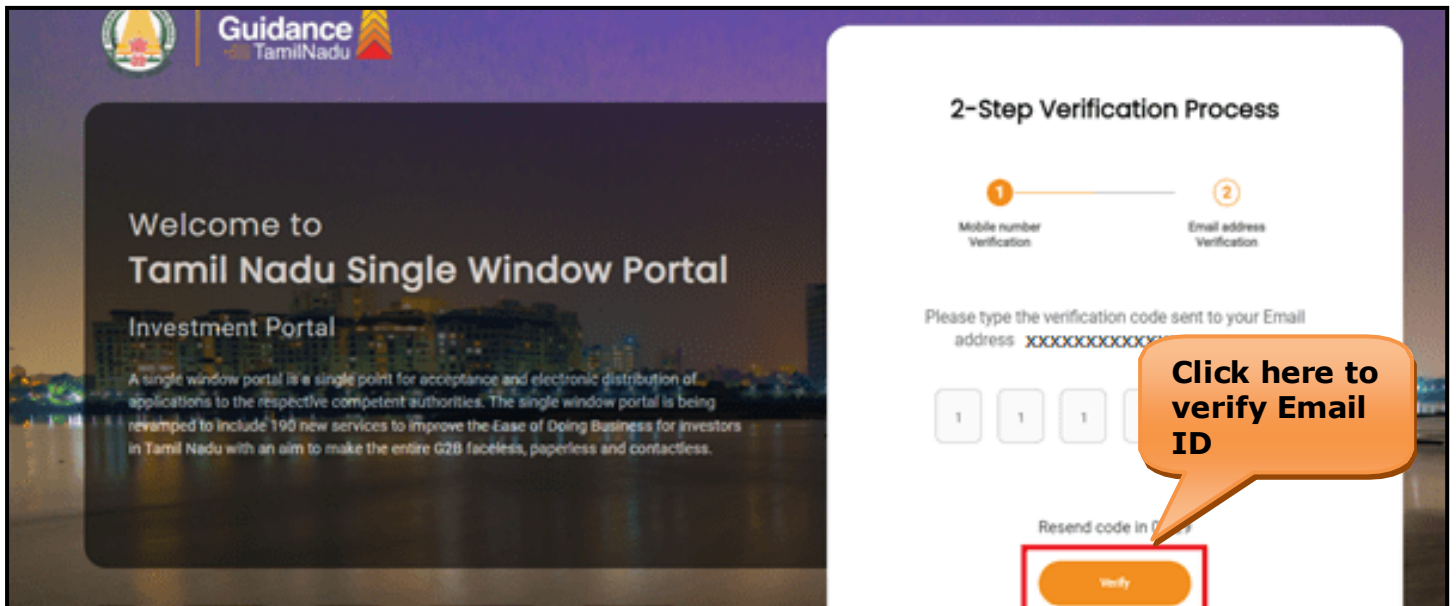 Guidance
TamilNadu
Welcome to
Tamil Nadu Single Window Portal
Investment Portal
A single window portal is a single point for acceptance and electronic distribution of
applications to the respective competent authorities. The single window portal is being
revamped to include 190 new services to improve the Ease of Doing Business for investors
in Tamil Nadu with an aim to make the entire G2B faceless, paperless and contactless.
2-Step Verification Process
1
2
Mobile number
Verification
Email address
Verification
Please type the verification code sent to your Email
address XXXXXXXXXXXX
1 1 1
Click here to
verify Email
ID
Resend code in
Verify